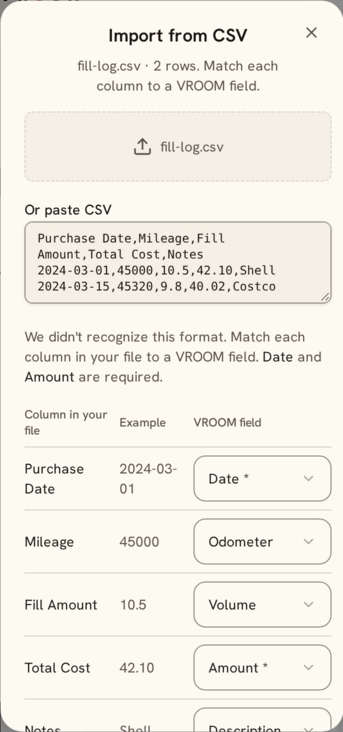 Import from CSV
fill-log.csv · 2 rows. Match each
column to a VROOM field.
fill-log.csv
Or paste CSV
Purchase Date,Mileage,Fill
Amount,Total Cost,Notes
2024-03-01,45000,10.5,42.10,Shell
2024-03-15,45320,9.8,40.02,Costco
We didn't recognize this format. Match each
column in your file to a VROOM field. Date and
Amount are required.
Column in your
file
Example
VROOM field
Purchase
Date
2024-03-
01
Date *
Mileage
45000
Odometer
Fill Amount
10.5
Volume
Total Cost
42.10
Amount *
Notes
Shell
Description